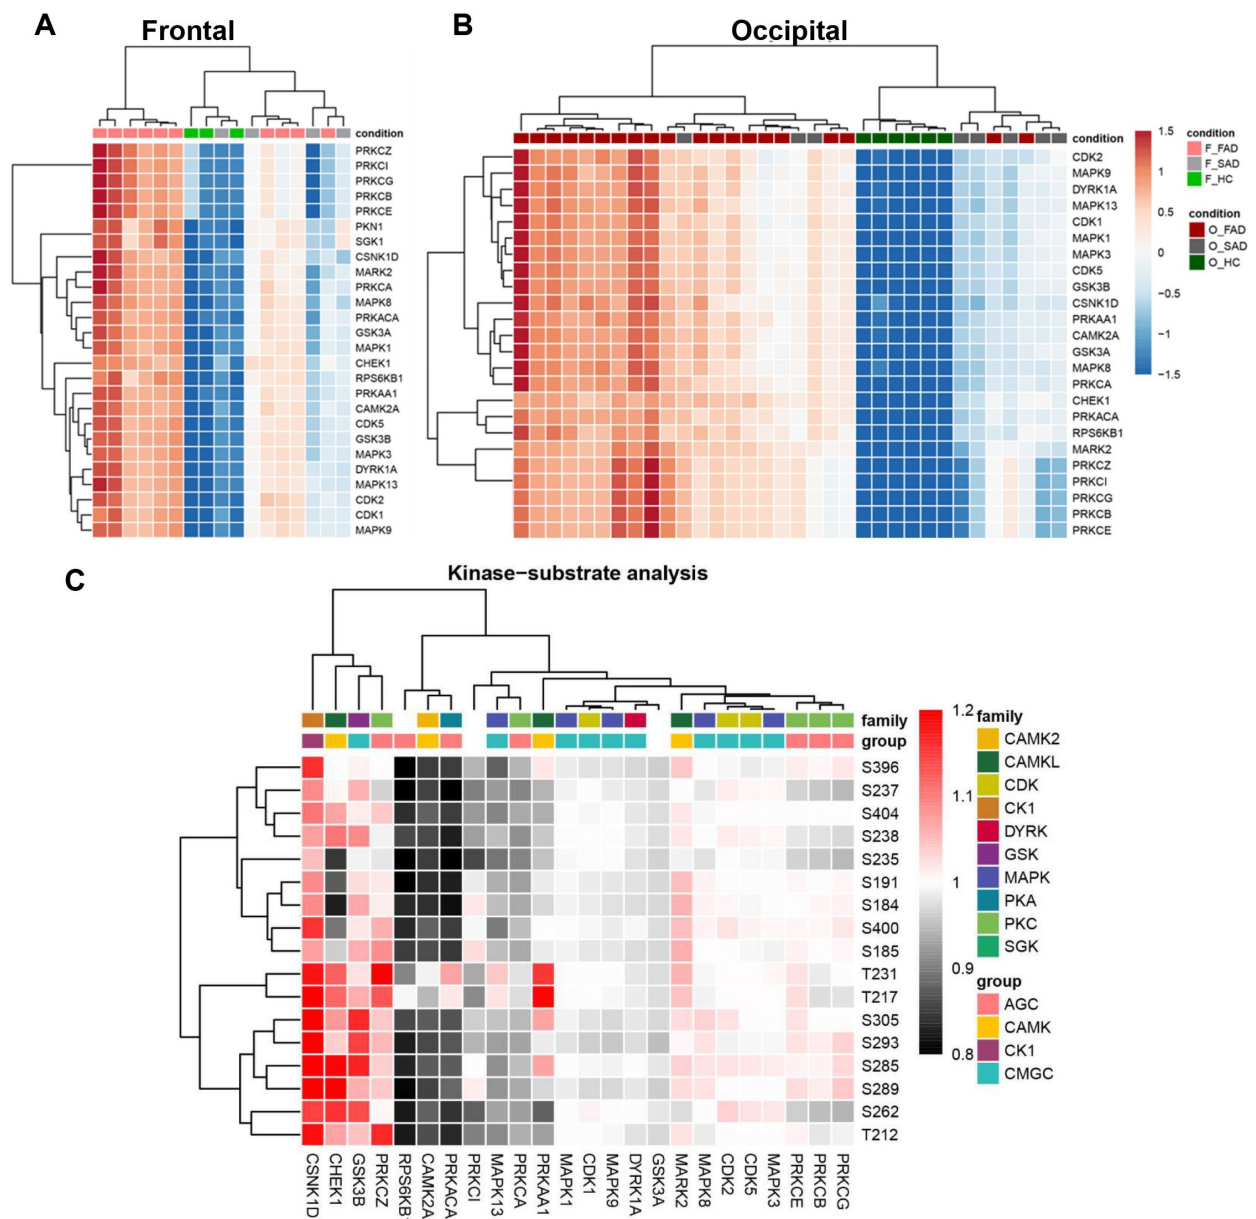 A
Frontal
B
Occipital
condition
PRKCZ
PRKCI
PRKCG
PRKCB
PRKCE
PKN1
SGK1
CSNK1D
MARK2
PRKCA
MAPK8
PRKACA
GSK3A
MAPK1
CHEK1
RPS6KB1
PRKAA1
CAMK2A
CDK5
GSK3B
MAPK3
DYRK1A
MAPK13
CDK2
CDK1
MAPK9
condition
CDK2
MAPK9
DYRK1A
MAPK13
CDK1
MAPK1
MAPK3
CDK5
GSK3B
CSNK1D
PRKAA1
CAMK2A
GSK3A
MAPK8
PRKCA
CHEK1
PRKACA
RPS6KB1
MARK2
PRKCZ
PRKCI
PRKCG
PRKCB
PRKCE
1.5
1
0.5
0
−0.5
−1
−1.5
condition
F_FAD
F_SAD
F_HC
condition
O_FAD
O_SAD
O_HC
C
Kinase−substrate analysis
family
group
S396
S237
S404
S238
S235
S191
S184
S400
S185
T231
T217
S305
S293
S285
S289
S262
T212
CSNK1D
CHEK1
GSK3B
PRKCZ
RPS6KB
CAMK2A
PRKACA
PRKCI
MAPK13
PRKCA
PRKAA1
MAPK1
CDK1
MAPK9
DYRK1A
GSK3A
MARK2
MAPK8
CDK2
CDK5
MAPK3
PRKCE
PRKCB
PRKCG
1.2
1.1
1
0.9
0.8
family
CAMK2
CAMKL
CDK
CK1
DYRK
GSK
MAPK
PKA
PKC
SGK
group
AGC
CAMK
CK1
CMGC